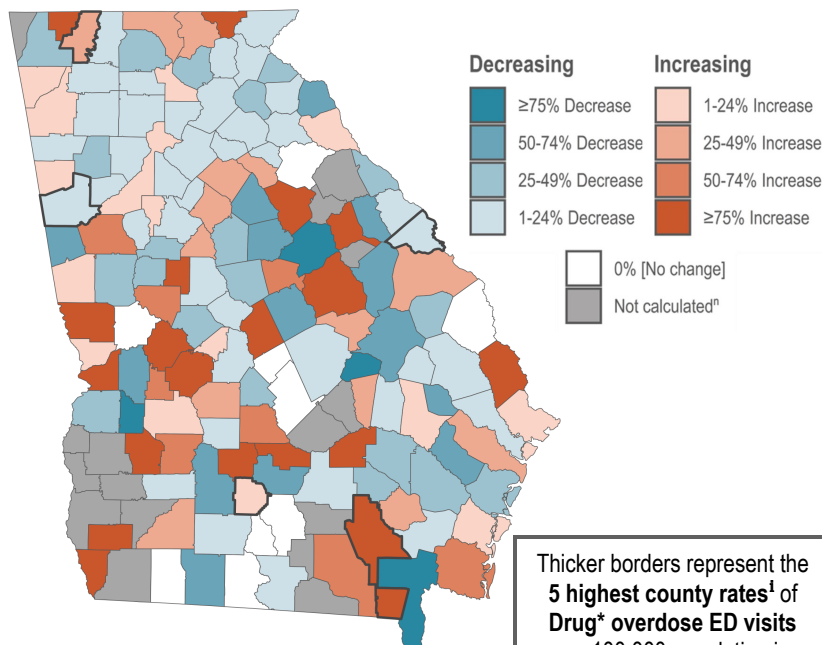 Decreasing
Increasing
≥75% Decrease
1-24% Increase
50-74% Decrease
25-49% Increase
25-49% Decrease
50-74% Increase
1-24% Decrease
≥75% Increase
0% [No change]
Not calculatedⁿ
Thicker borders represent the
5 highest county rates¹ of
Drug* overdose ED visits